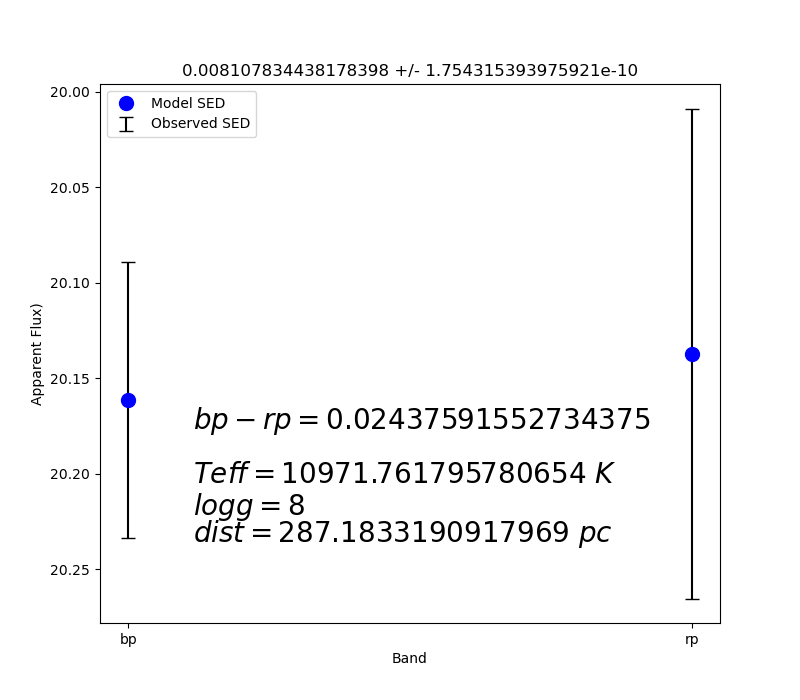 0.008107834438178398 +/- 1.754315393975921e-10
Model SED
Observed SED
20.00
20.05
20.10
20.15
20.20
20.25
Apparent Flux)
bp − rp = 0.02437591552734375
Teff = 10971.761795780654 K
logg = 8
dist = 287.1833190917969 pc
bp
rp
Band